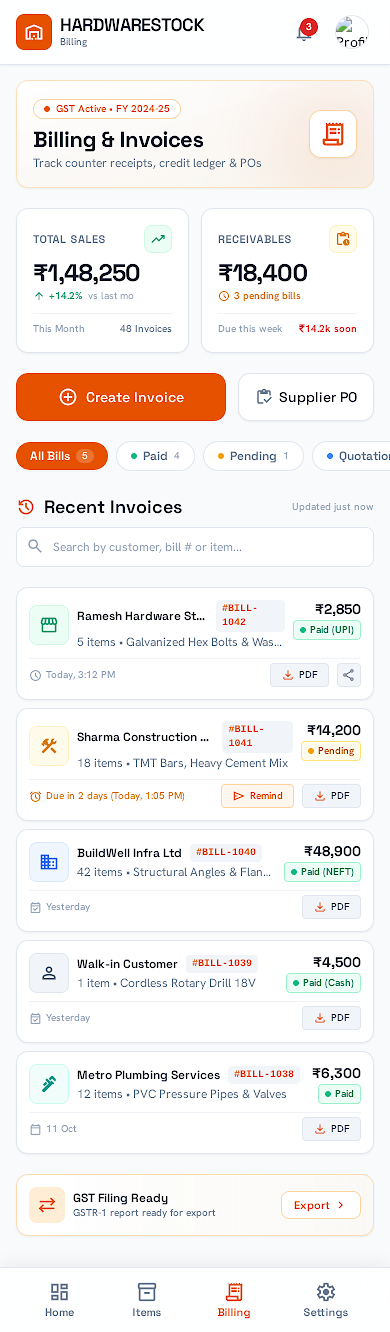 HARDWARESTOCK
Billing
3
Profi
GST Active • FY 2024-25
Billing & Invoices
Track counter receipts, credit ledger & POs
TOTAL SALES
₹1,48,250
+14.2% vs last mo
This Month 48 Invoices
RECEIVABLES
₹18,400
3 pending bills
Due this week ₹14.2k soon
Create Invoice
Supplier PO
All Bills 5
Paid 4
Pending 1
Quotation
Recent Invoices
Updated just now
Search by customer, bill # or item...
Ramesh Hardware St...
#BILL-
1042
₹2,850
5 items • Galvanized Hex Bolts & Was...
Paid (UPI)
Today, 3:12 PM
PDF
Sharma Construction ...
#BILL-
1041
₹14,200
18 items • TMT Bars, Heavy Cement Mix
Pending
Due in 2 days (Today, 1:05 PM)
Remind
PDF
BuildWell Infra Ltd #BILL-1040
₹48,900
42 items • Structural Angles & Flan...
Paid (NEFT)
Yesterday
PDF
Walk-in Customer #BILL-1039
₹4,500
1 item • Cordless Rotary Drill 18V
Paid (Cash)
Yesterday
PDF
Metro Plumbing Services #BILL-1038
₹6,300
12 items • PVC Pressure Pipes & Valves
Paid
11 Oct
PDF
GST Filing Ready
GSTR-1 report ready for export
Export
Home
Items
Billing
Settings